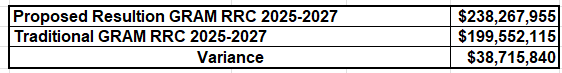 Proposed Resultion GRAM RRC 2025-2027 $238,267,955
Traditional GRAM RRC 2025-2027 $199,552,115
Variance $38,715,840